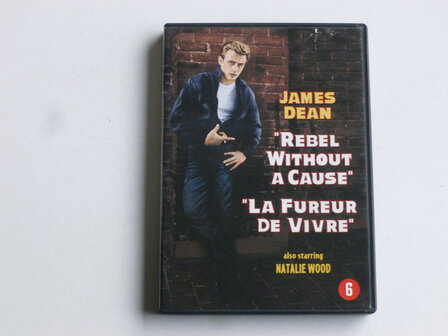 JAMES
DEAN
"REBEL
WITHOUT
A CAUSE"
"LA FUREUR
DE VIVRE"
also starring
NATALIE WOOD
6